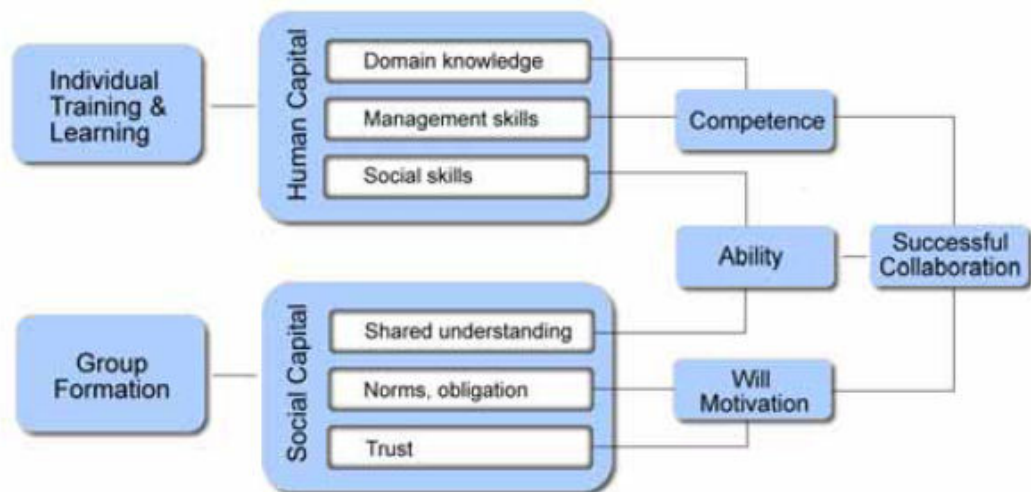 Individual
Training &
Learning
Human Capital
Domain knowledge
Management skills
Social skills
Competence
Ability
Successful
Collaboration
Group
Formation
Social Capital
Shared understanding
Norms, obligation
Trust
Will
Motivation